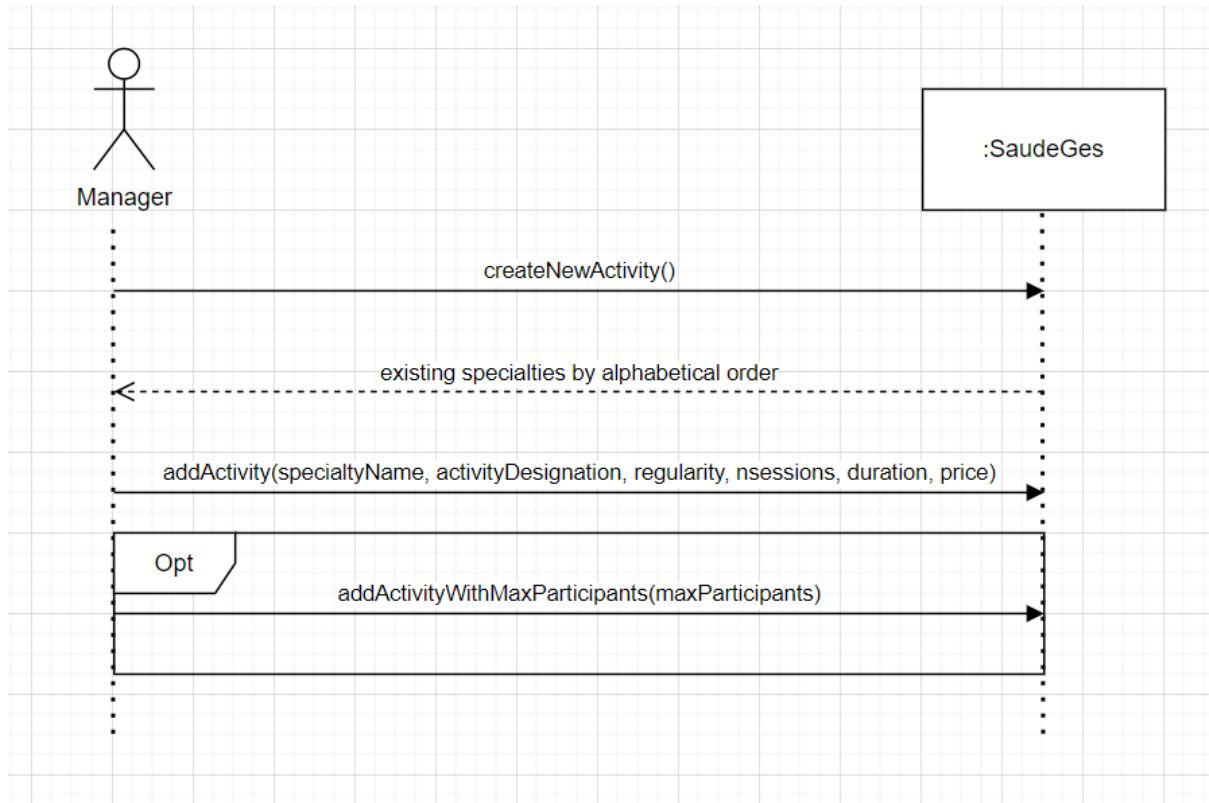 Manager
:SaudeGes
createNewActivity()
existing specialties by alphabetical order
addActivity(specialtyName, activityDesignation, regularity, nsessions, duration, price)
Opt
addActivityWithMaxParticipants(maxParticipants)